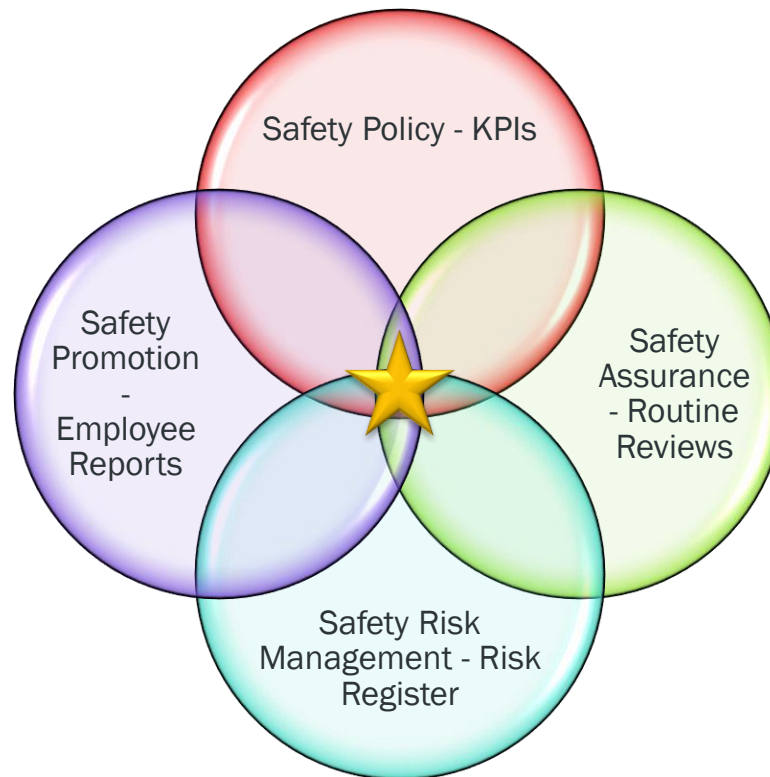 Safety Policy - KPIs
Safety
Promotion
-
Employee
Reports
Safety
Assurance
- Routine
Reviews
Safety Risk
Management - Risk
Register